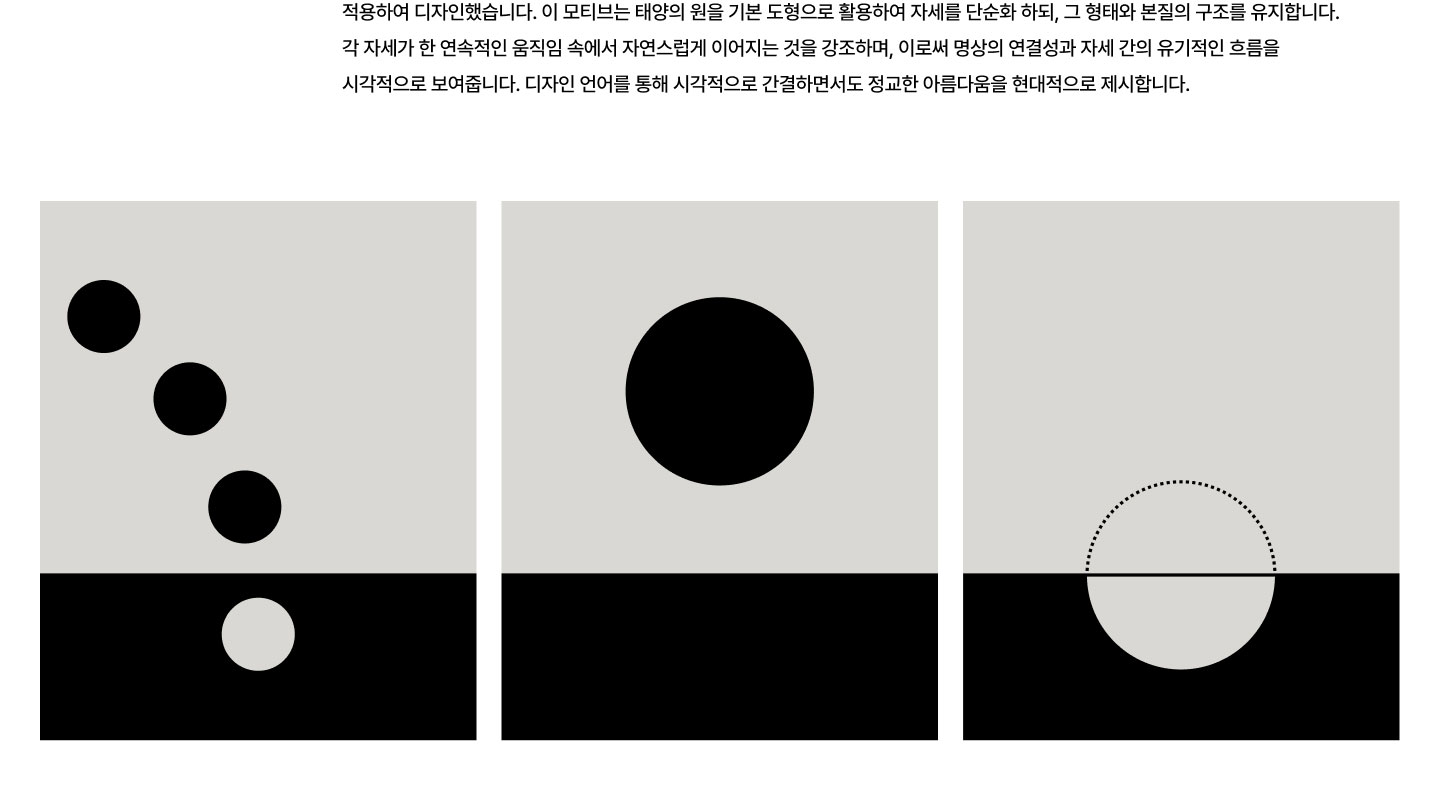 적용하여 디자인했습니다. 이 모티브는 태양의 원을 기본 도형으로 활용하여 자세를 단순화 하되, 그 형태와 본질의 구조를 유지합니다.
각 자세가 한 연속적인 움직임 속에서 자연스럽게 이어지는 것을 강조하며, 이로써 명상의 연결성과 자세 간의 유기적인 흐름을
시각적으로 보여줍니다. 디자인 언어를 통해 시각적으로 간결하면서도 정교한 아름다움을 현대적으로 제시합니다.